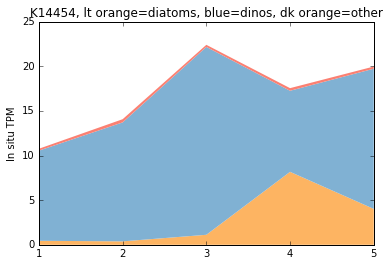 K14454, lt orange=diatoms, blue=dinos, dk orange=other
25
20
15
10
5
0
In situ TPM
1 2 3 4 5